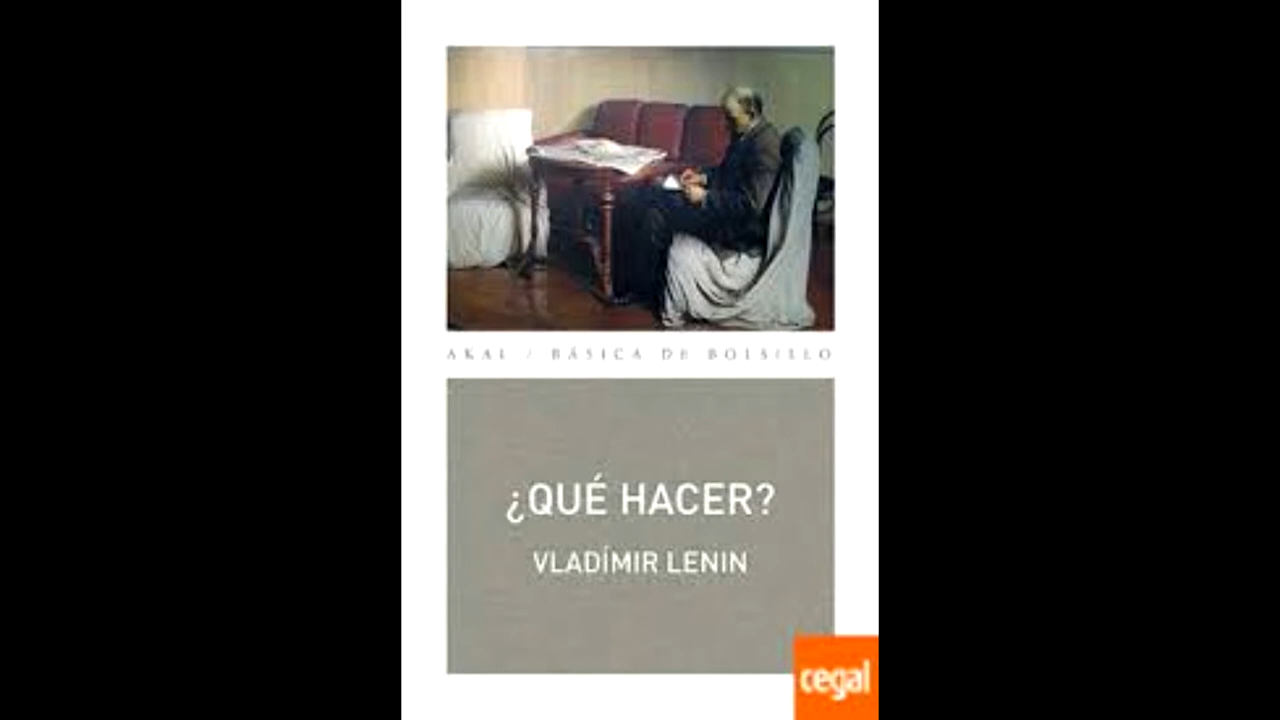 AKAL / BÁSICA DE BOLSILLO
¿QUÉ HACER?
VLADÍMIR LENIN
cegal